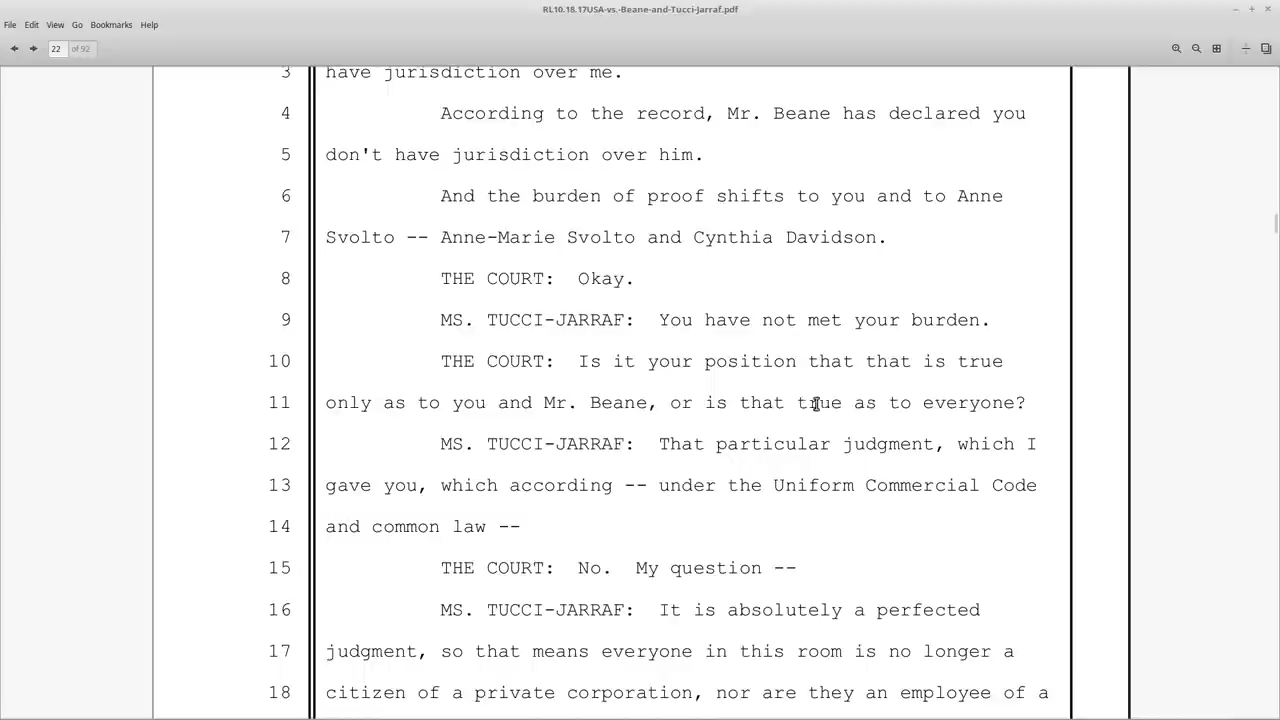 RL10.18.17USA-vs.-Beane-and-Tucci-Jarraf.pdf
File Edit View Go Bookmarks Help
22 of 92
3 have jurisdiction over me.
4 According to the record, Mr. Beane has declared you
5 don't have jurisdiction over him.
6 And the burden of proof shifts to you and to Anne
7 Svolto -- Anne-Marie Svolto and Cynthia Davidson.
8 THE COURT: Okay.
9 MS. TUCCI-JARRAF: You have not met your burden.
10 THE COURT: Is it your position that that is true
11 only as to you and Mr. Beane, or is that true as to everyone?
12 MS. TUCCI-JARRAF: That particular judgment, which I
13 gave you, which according -- under the Uniform Commercial Code
14 and common law --
15 THE COURT: No. My question --
16 MS. TUCCI-JARRAF: It is absolutely a perfected
17 judgment, so that means everyone in this room is no longer a
18 citizen of a private corporation, nor are they an employee of a